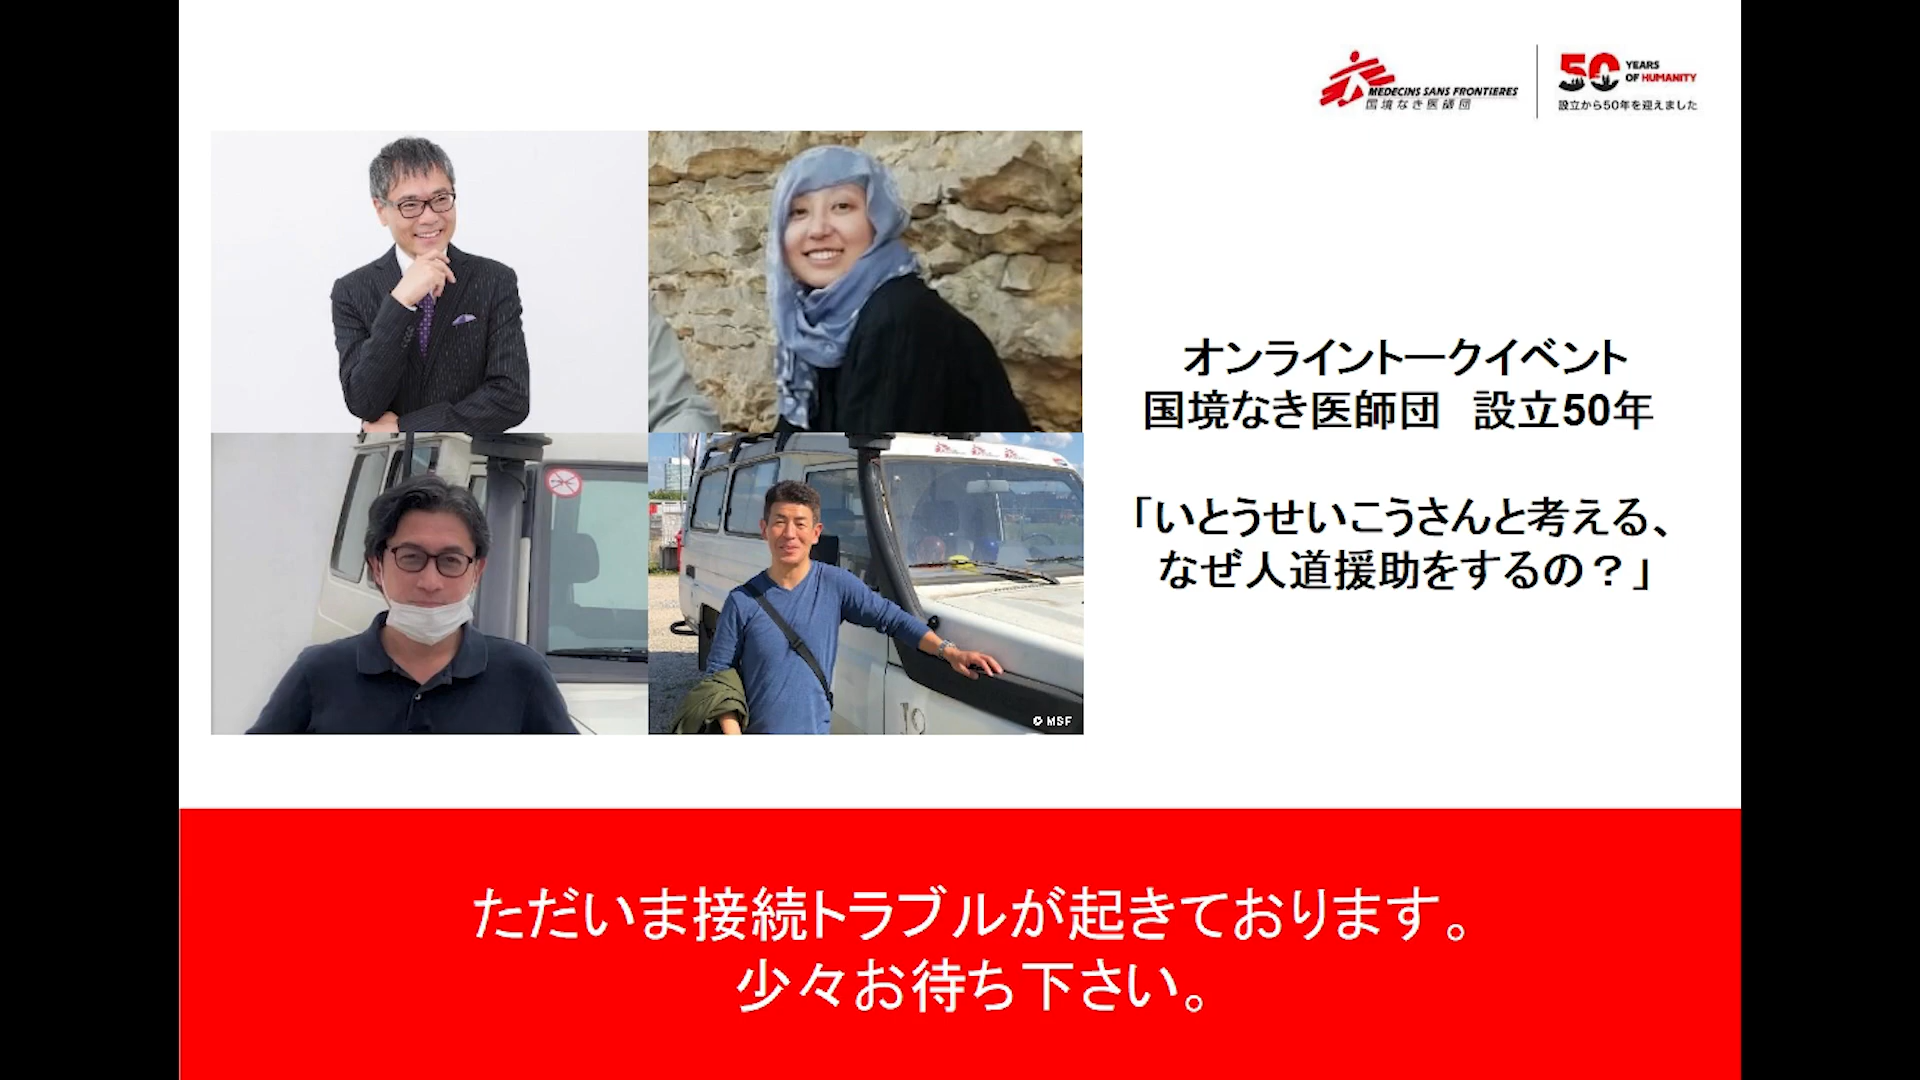 MEDECINS SANS FRONTIERES
国境なき医師団
50 YEARS OF HUMANITY
設立から50年を迎えました
オンライントークイベント
国境なき医師団 設立50年
「いとうせいこうさんと考える、
なぜ人道援助をするの？」
© MSF
ただいま接続トラブルが起きております。
少々お待ち下さい。